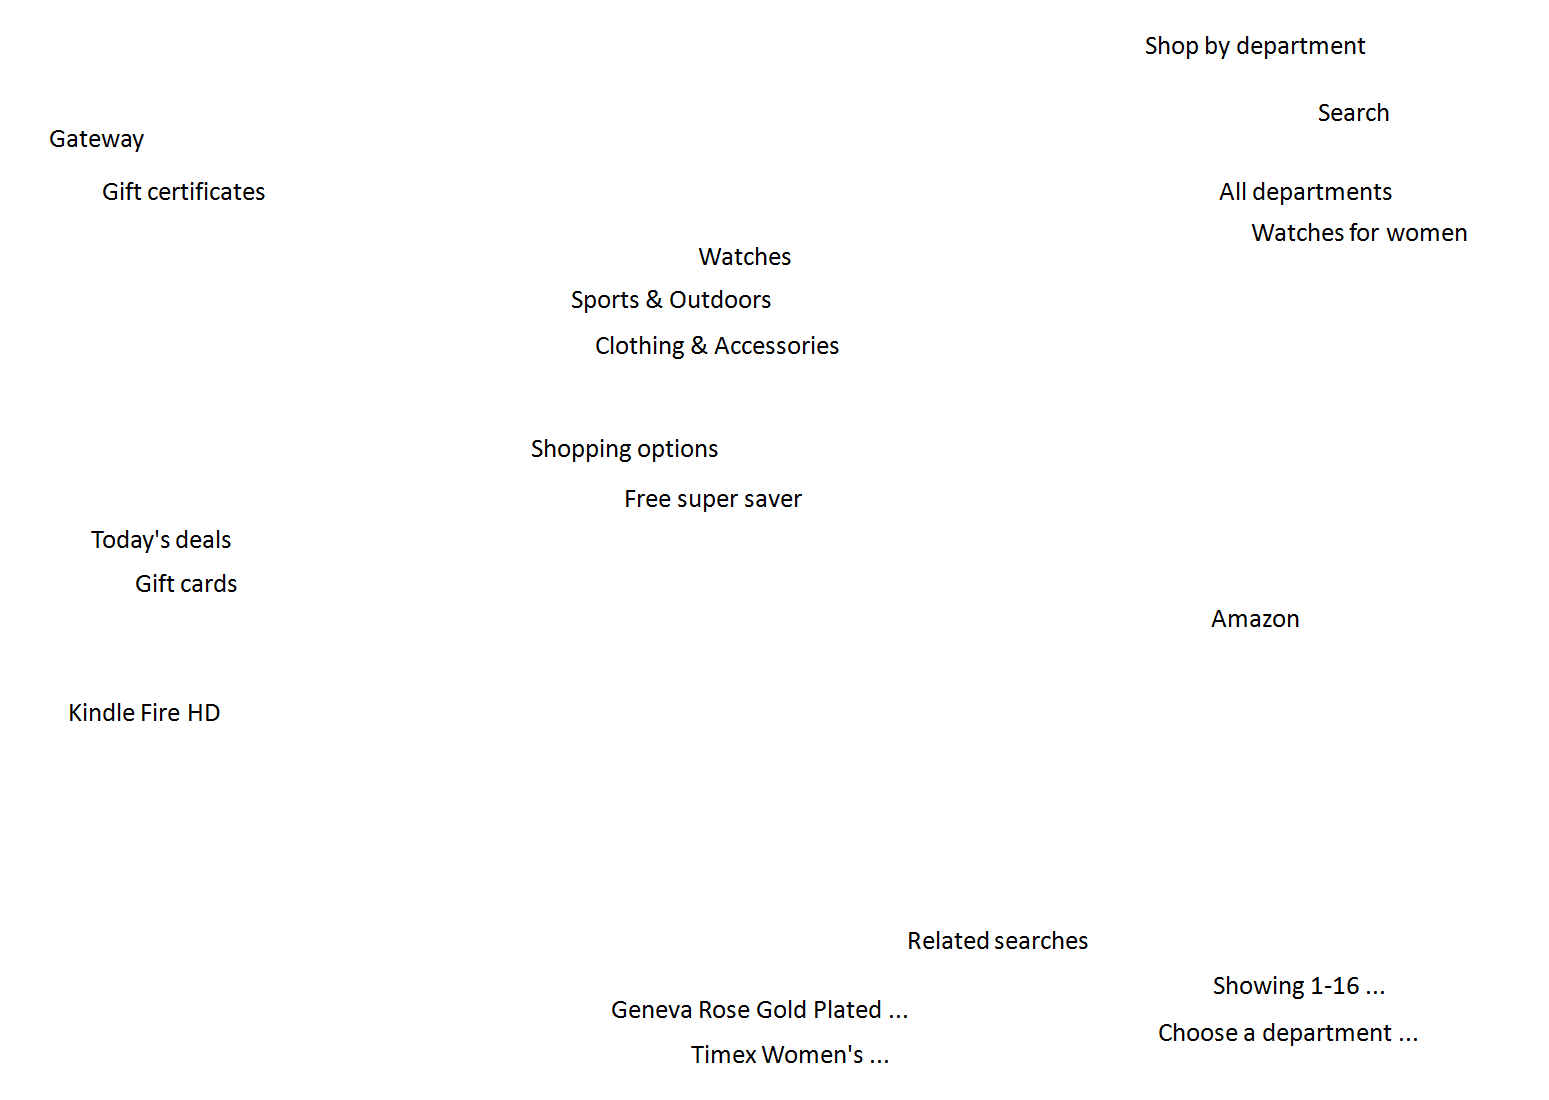 Shop by department
Search
Gateway
Gift certificates
All departments
Watches for women
Watches
Sports & Outdoors
Clothing & Accessories
Shopping options
Free super saver
Today's deals
Gift cards
Amazon
Kindle Fire HD
Related searches
Showing 1-16 ...
Geneva Rose Gold Plated ...
Choose a department ...
Timex Women's ...